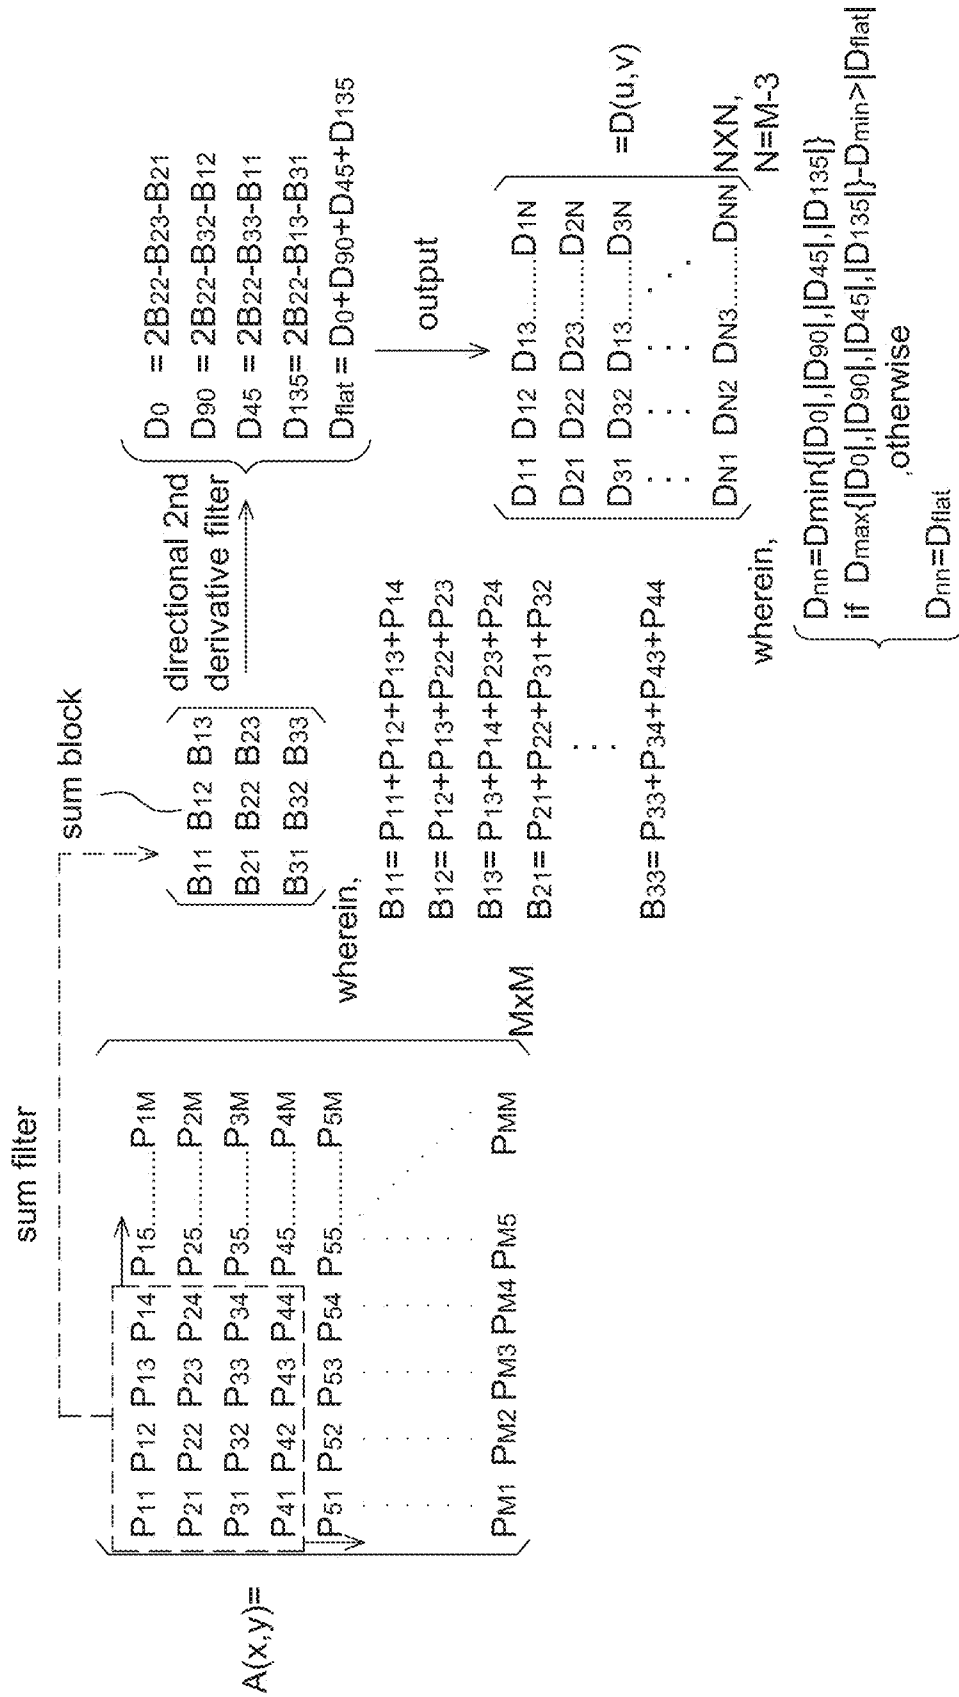 sum filter
A(x,y)=
P11 P12 P13 P14 P15.........P1M
P21 P22 P23 P24 P25.........P2M
P31 P32 P33 P34 P35.........P3M
P41 P42 P43 P44 P45.........P4M
P51 P52 P53 P54 P55.........P5M
PM1 PM2 PM3 PM4 PM5 PMM
MxM
sum block
B11 B12 B13
B21 B22 B23
B31 B32 B33
wherein,
B11= P11+P12+P13+P14
B12= P12+P13+P22+P23
B13= P13+P14+P23+P24
B21= P21+P22+P31+P32
...
B33= P33+P34+P43+P44
directional 2nd
derivative filter
D0 = 2B22-B23-B21
D90 = 2B22-B32-B12
D45 = 2B22-B33-B11
D135= 2B22-B13-B31
Dflat = D0+D90+D45+D135
output
D11 D12 D13.......D1N
D21 D22 D23.......D2N
D31 D32 D13.......D3N
DN1 DN2 DN3.......DNN
=D(u,v)
NXN,
N=M-3
wherein,
Dnn=Dmin{|D0|,|D90|,|D45|,|D135|}
if Dmax{|D0|,|D90|,|D45|,|D135|}-Dmin>|Dflat|
,otherwise
Dnn=Dflat